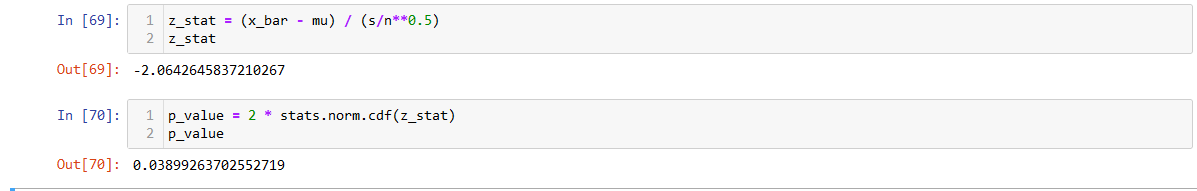 In [69]: 1 z_stat = (x_bar - mu) / (s/n**0.5)
2 z_stat
Out[69]: -2.0642645837210267
In [70]: 1 p_value = 2 * stats.norm.cdf(z_stat)
2 p_value
Out[70]: 0.03899263702552719